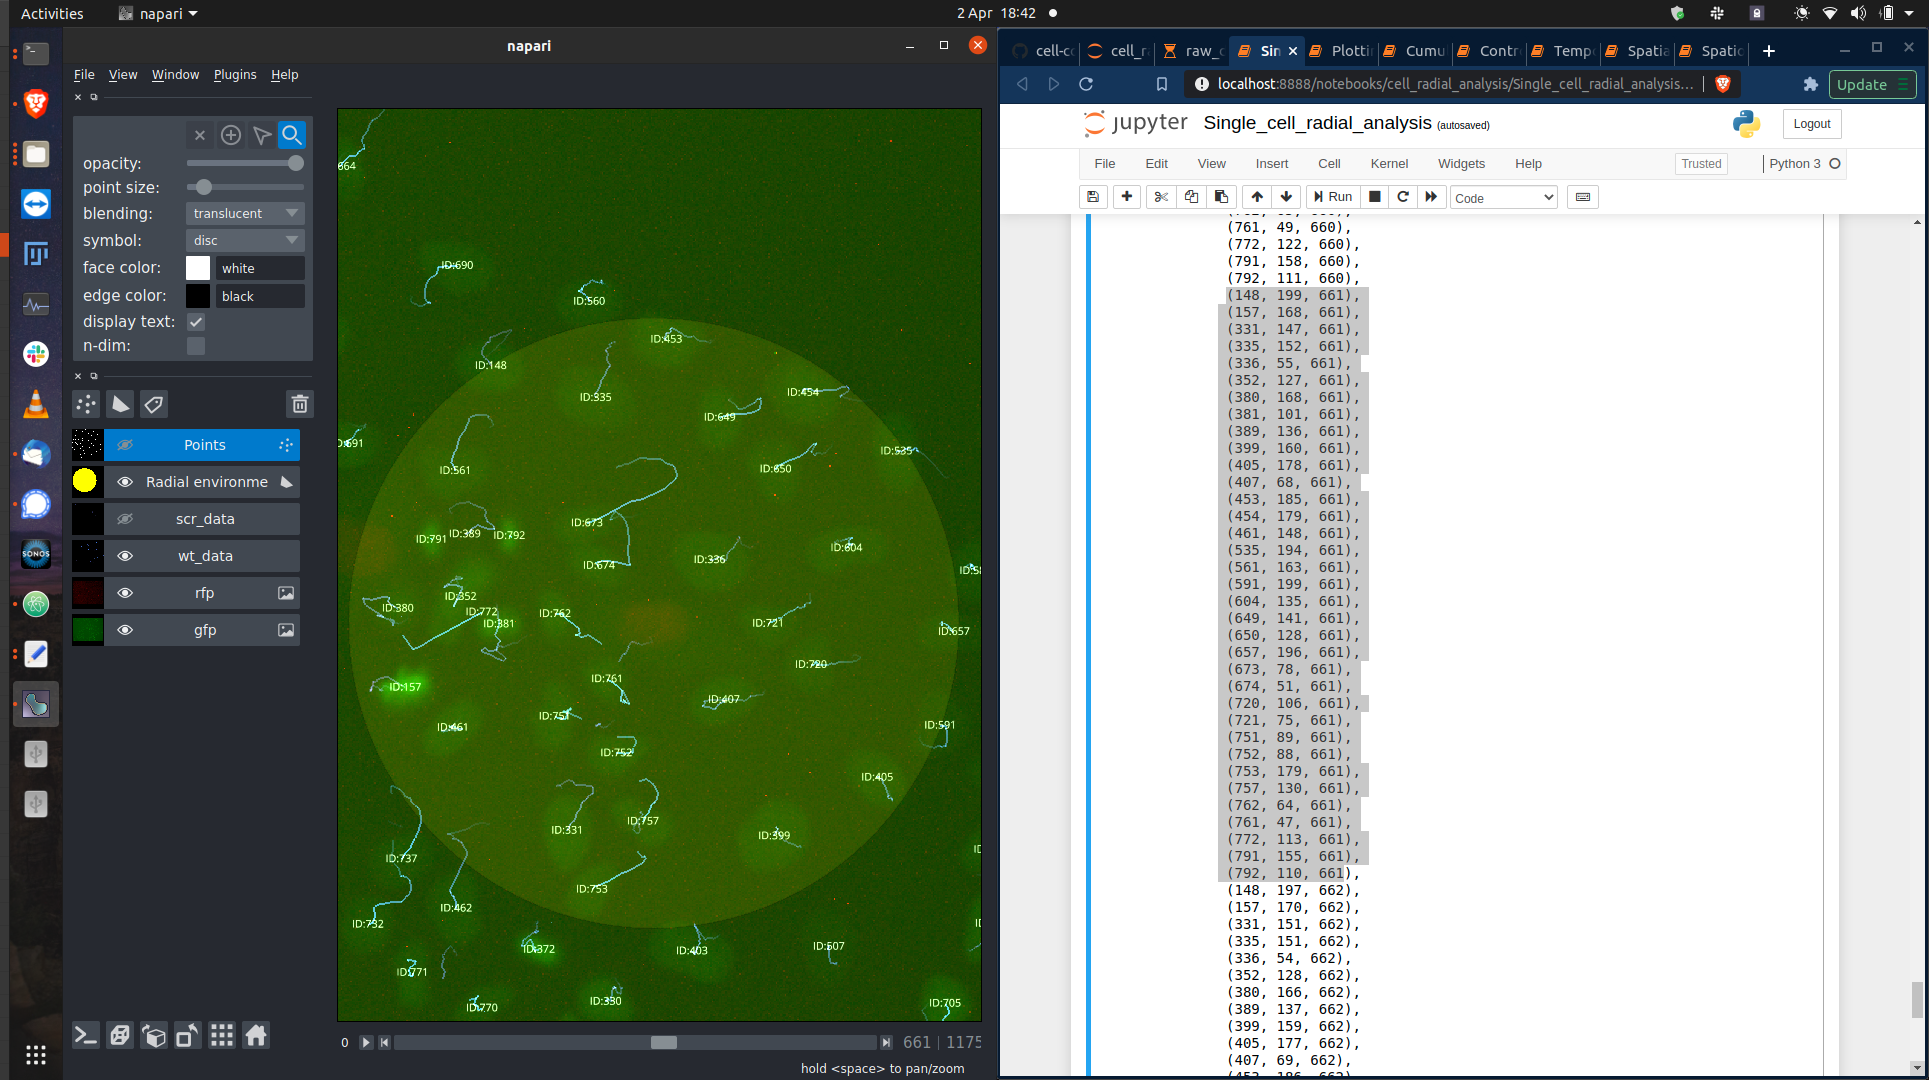 Activities
napari
2 Apr 18:42
napari
File View Window Plugins Help
opacity:
point size:
blending: translucent
symbol: disc
face color: white
edge color: black
display text:
n-dim:
Points
Radial environme
scr_data
wt_data
rfp
gfp
SONOS
664
ID:690
ID:560
ID:453
ID:148
ID:335
ID:454
ID:649
ID:691
ID:535
ID:561
ID:650
ID:673
ID:791
ID:389
ID:792
ID:604
ID:336
ID:674
ID:352
ID:380
ID:772
ID:762
ID:381
ID:721
ID:657
ID:720
ID:761
ID:157
ID:407
ID:751
ID:461
ID:591
ID:752
ID:405
ID:757
ID:331
ID:399
ID:737
ID:753
ID:462
ID:732
ID:372
ID:403
ID:507
ID:771
ID:330
ID:770
ID:705
0
661 | 1175
hold <space> to pan/zoom
cell-c
cell_r
raw_c
Sin
Plottin
Cumu
Contr
Temp
Spatia
Spatic
localhost:8888/notebooks/cell_radial_analysis/Single_cell_radial_analysis...
Update
jupyter Single_cell_radial_analysis (autosaved)
Logout
File Edit View Insert Cell Kernel Widgets Help
Trusted
Python 3
Run
Code
(761, 49, 660),
(772, 122, 660),
(791, 158, 660),
(792, 111, 660),
(148, 199, 661),
(157, 168, 661),
(331, 147, 661),
(335, 152, 661),
(336, 55, 661),
(352, 127, 661),
(380, 168, 661),
(381, 101, 661),
(389, 136, 661),
(399, 160, 661),
(405, 178, 661),
(407, 68, 661),
(453, 185, 661),
(454, 179, 661),
(461, 148, 661),
(535, 194, 661),
(561, 163, 661),
(591, 199, 661),
(604, 135, 661),
(649, 141, 661),
(650, 128, 661),
(657, 196, 661),
(673, 78, 661),
(674, 51, 661),
(720, 106, 661),
(721, 75, 661),
(751, 89, 661),
(752, 88, 661),
(753, 179, 661),
(757, 130, 661),
(762, 64, 661),
(761, 47, 661),
(772, 113, 661),
(791, 155, 661),
(792, 110, 661),
(148, 197, 662),
(157, 170, 662),
(331, 151, 662),
(335, 151, 662),
(336, 54, 662),
(352, 128, 662),
(380, 166, 662),
(389, 137, 662),
(399, 159, 662),
(405, 177, 662),
(407, 69, 662),